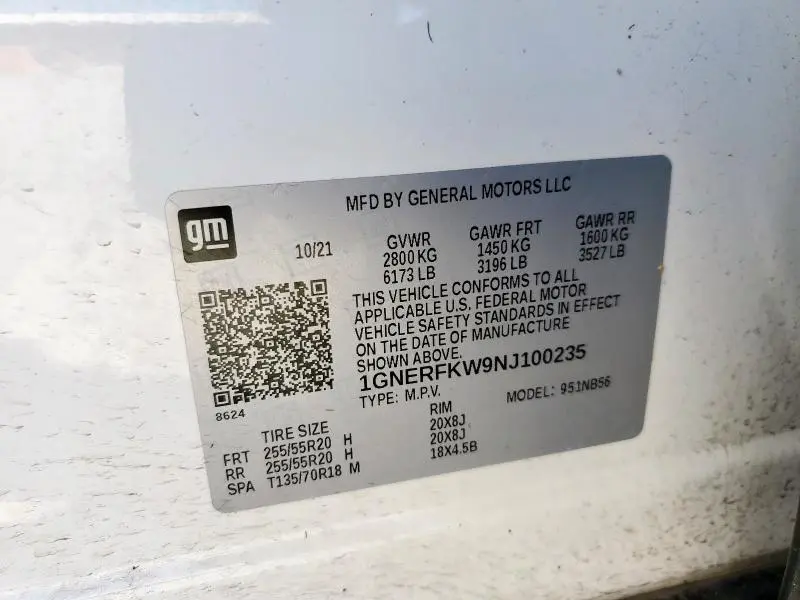 MFD BY GENERAL MOTORS LLC
gm
10/21
GVWR
2800 KG
6173 LB
GAWR FRT
1450 KG
3196 LB
GAWR RR
1600 KG
3527 LB
THIS VEHICLE CONFORMS TO ALL
APPLICABLE U.S. FEDERAL MOTOR
VEHICLE SAFETY STANDARDS IN EFFECT
ON THE DATE OF MANUFACTURE
SHOWN ABOVE.
1GNERFKW9NJ100235
TYPE: M.P.V. MODEL: 951NB56
8624
TIRE SIZE RIM
FRT 255/55R20 H 20X8J
RR 255/55R20 H 20X8J
SPA T135/70R18 M 18X4.5B